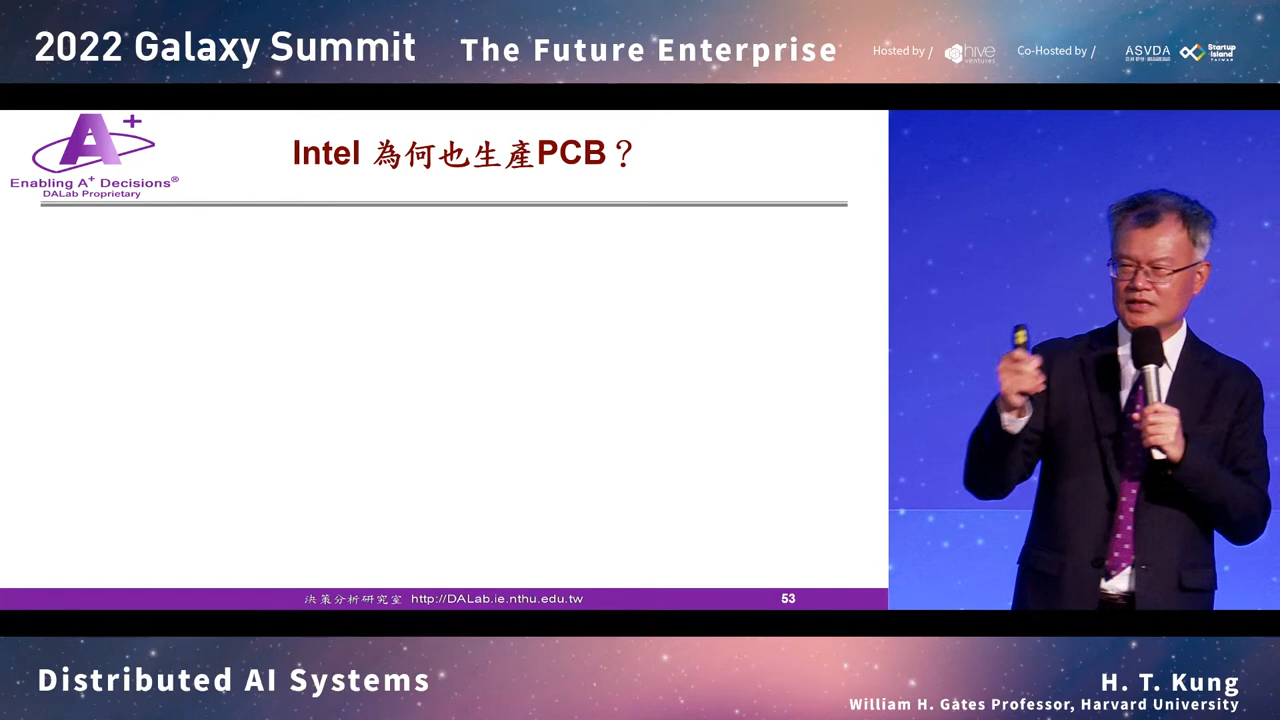 2022 Galaxy Summit
The Future Enterprise
Hosted by /
hive
ventures
Co-Hosted by /
ASVDA
Startup
Island
TAIWAN
A+
Enabling A+ Decisions®
DALab Proprietary
Intel 為何也生產PCB？
決策分析研究室 http://DALab.ie.nthu.edu.tw
53
Distributed AI Systems
H. T. Kung
William H. Gates Professor, Harvard University